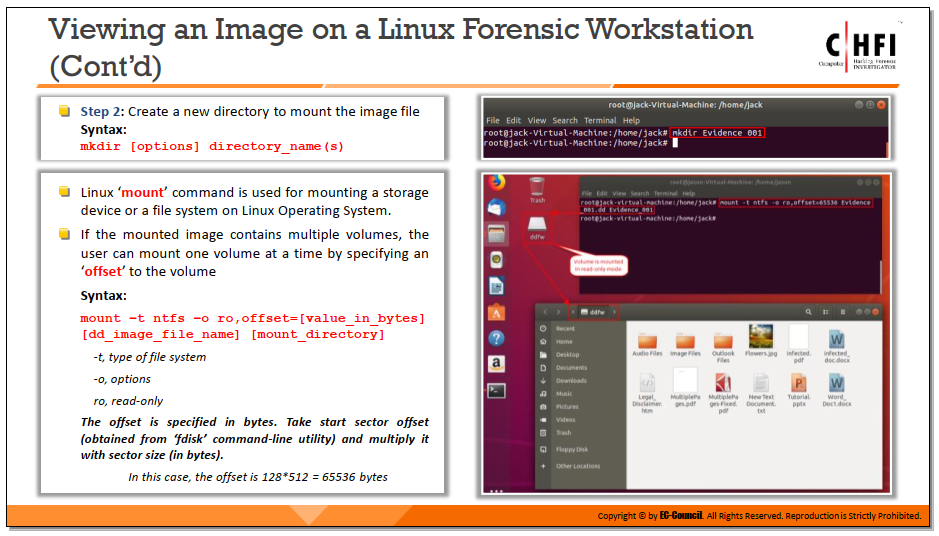 Viewing an Image on a Linux Forensic Workstation
(Cont'd)
C|HFI
Computer Hacking Forensic
INVESTIGATOR
Step 2: Create a new directory to mount the image file
Syntax:
mkdir [options] directory_name(s)
root@jack-Virtual-Machine: /home/jack
File Edit View Search Terminal Help
root@jack-Virtual-Machine:/home/jack# mkdir Evidence_001
root@jack-Virtual-Machine:/home/jack#
Linux 'mount' command is used for mounting a storage
device or a file system on Linux Operating System.
If the mounted image contains multiple volumes, the
user can mount one volume at a time by specifying an
'offset' to the volume
Syntax:
mount –t ntfs –o ro,offset=[value_in_bytes]
[dd_image_file_name] [mount_directory]
-t, type of file system
-o, options
ro, read-only
The offset is specified in bytes. Take start sector offset
(obtained from 'fdisk' command-line utility) and multiply it
with sector size (in bytes).
In this case, the offset is 128*512 = 65536 bytes
Trash
ddfw
File Edit View Search Terminal Help
root@jack-Virtual-Machine:/home/jack# mount -t ntfs -o ro,offset=65536 Evidence
_001.dd Evidence_001
root@jack-Virtual-Machine:/home/jack#
Volume is mounted
in read-only mode
ddfw
Recent
Home
Desktop
Documents
Downloads
Music
Pictures
Videos
Trash
Floppy Disk
Other Locations
Audio Files
Image Files
Outlook
Files
Flowers.jpg
infected.
pdf
infected_
doc.docx
Legal_
Disclaimer.
htm
MultiplePa
ges.pdf
MultiplePa
ges-Fixed.
pdf
New Text
Document.
txt
Tutorial.
pptx
Word_
Doc1.docx
Copyright © by EC-Council. All Rights Reserved. Reproduction is Strictly Prohibited.